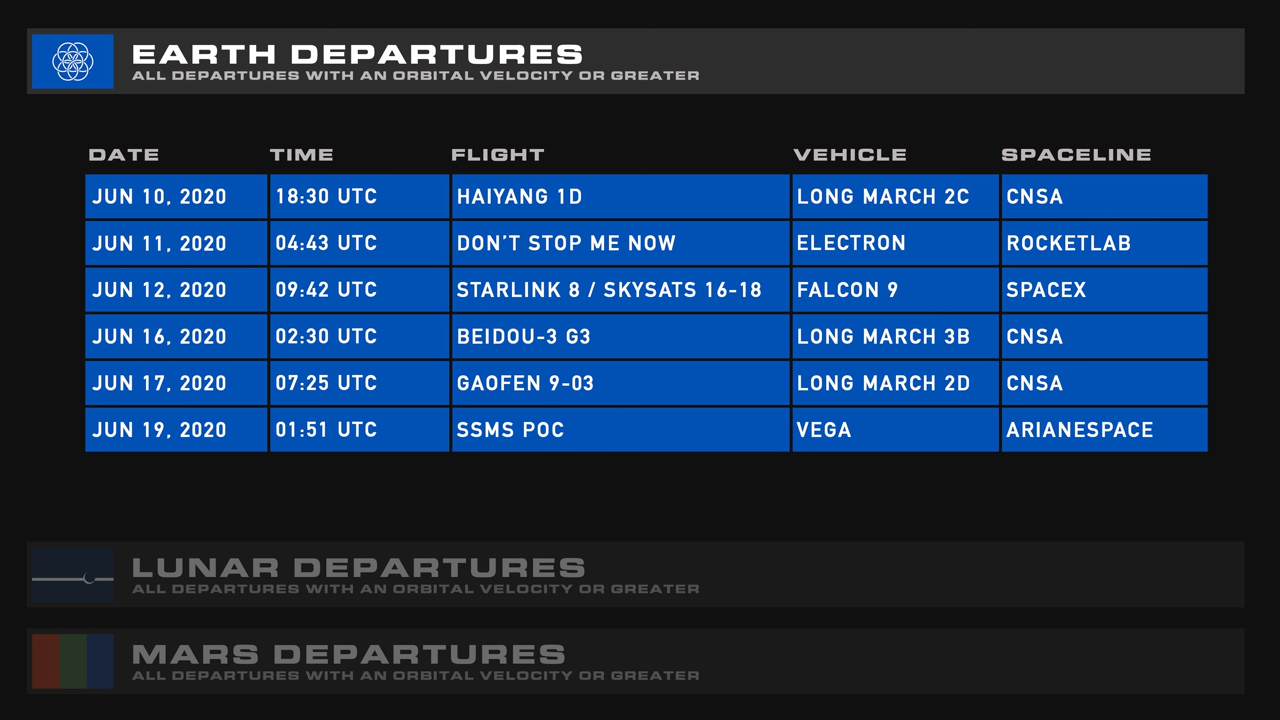 EARTH DEPARTURES
ALL DEPARTURES WITH AN ORBITAL VELOCITY OR GREATER
DATE TIME FLIGHT VEHICLE SPACELINE
JUN 10, 2020 18:30 UTC HAIYANG 1D LONG MARCH 2C CNSA
JUN 11, 2020 04:43 UTC DON'T STOP ME NOW ELECTRON ROCKETLAB
JUN 12, 2020 09:42 UTC STARLINK 8 / SKYSATS 16-18 FALCON 9 SPACEX
JUN 16, 2020 02:30 UTC BEIDOU-3 G3 LONG MARCH 3B CNSA
JUN 17, 2020 07:25 UTC GAOFEN 9-03 LONG MARCH 2D CNSA
JUN 19, 2020 01:51 UTC SSMS POC VEGA ARIANESPACE
LUNAR DEPARTURES
ALL DEPARTURES WITH AN ORBITAL VELOCITY OR GREATER
MARS DEPARTURES
ALL DEPARTURES WITH AN ORBITAL VELOCITY OR GREATER